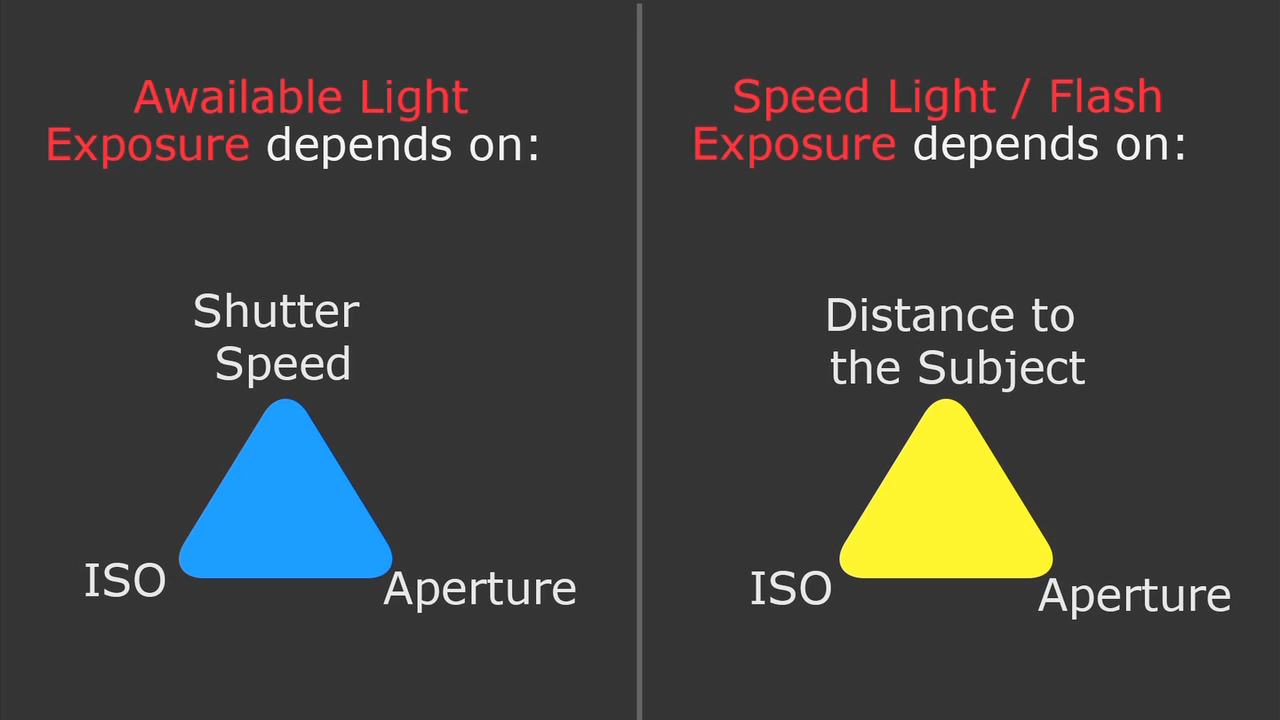 Awailable Light
Exposure depends on:
Shutter
Speed
ISO
Aperture
Speed Light / Flash
Exposure depends on:
Distance to
the Subject
ISO
Aperture